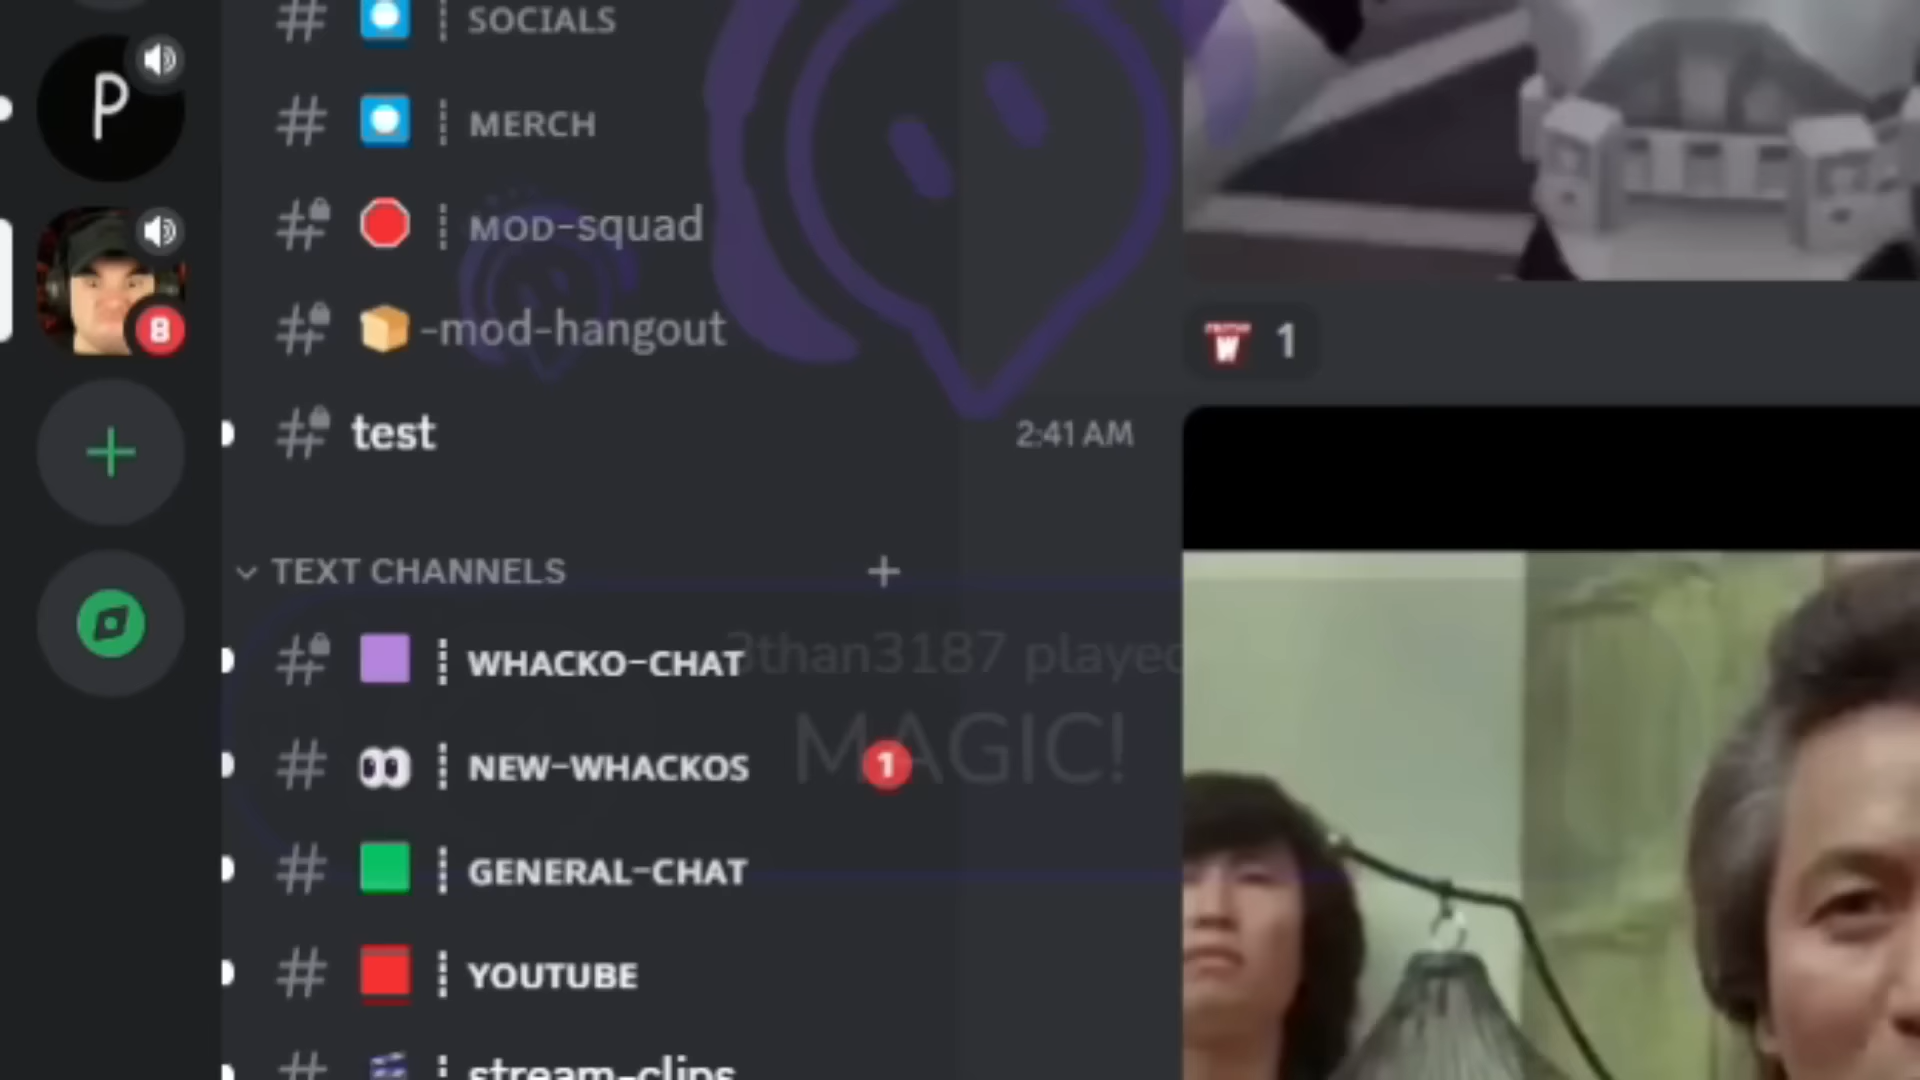 SOCIALS
P
MERCH
MOD-squad
8
-mod-hangout
W 1
test
2:41 AM
TEXT CHANNELS
WHACKO-CHAT
3than3187 played
NEW-WHACKOS
1
MAGIC!
GENERAL-CHAT
YOUTUBE
stream-clips